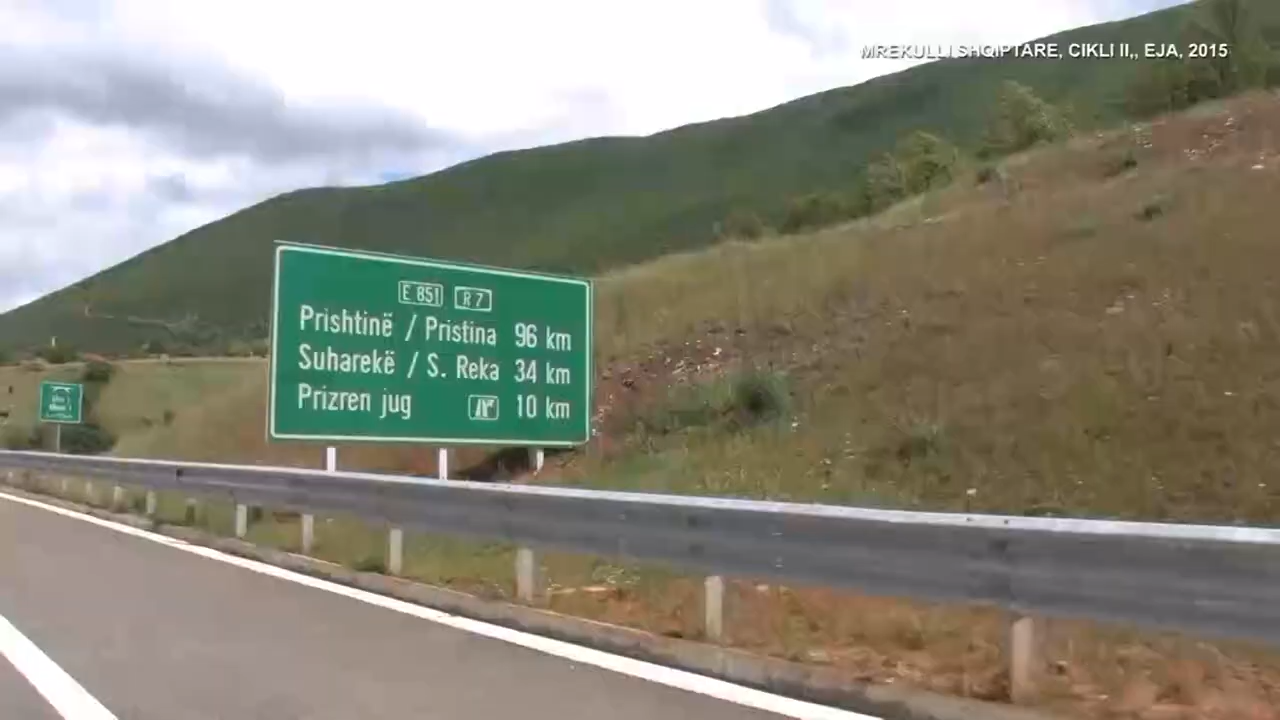 MREKULLI SHQIPTARE, CIKLI II,, EJA, 2015
E 851 R 7
Prishtinë / Pristina 96 km
Suharekë / S. Reka 34 km
Prizren jug 10 km